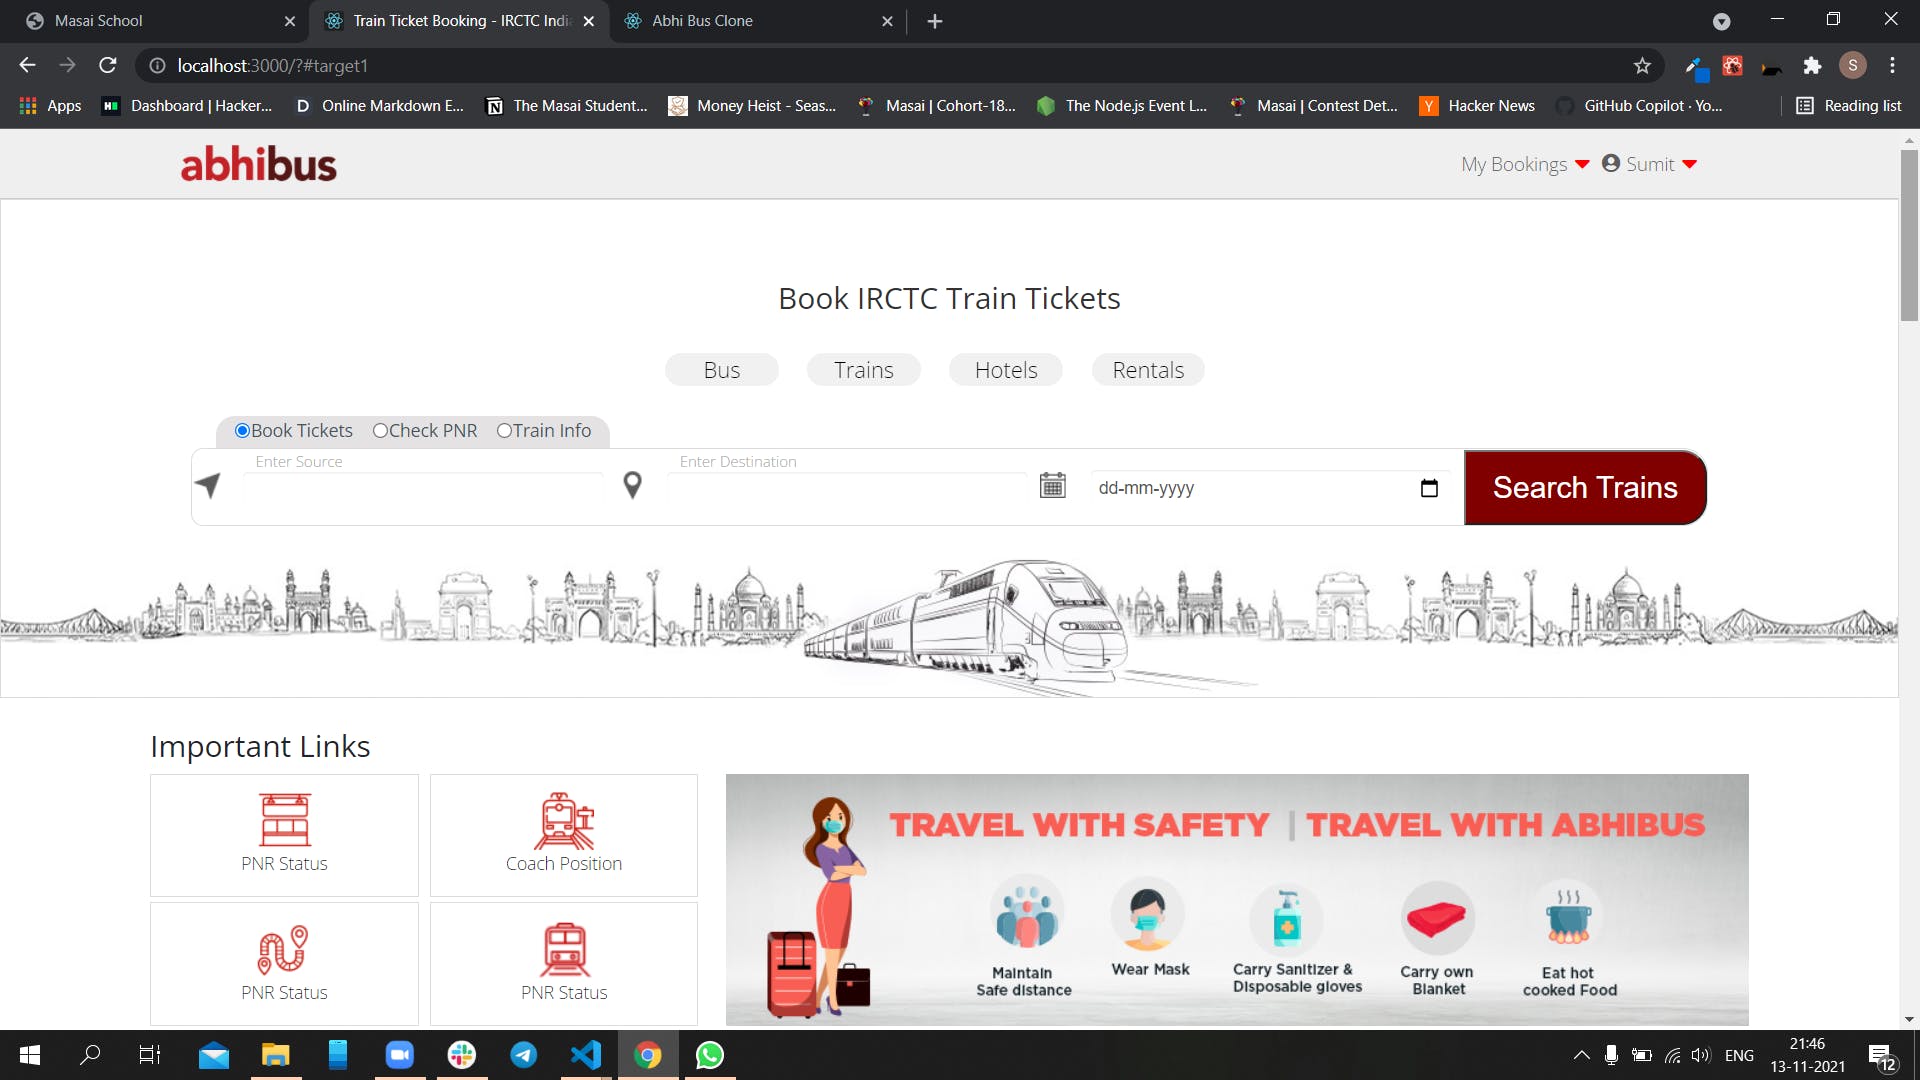 Masai School
Train Ticket Booking - IRCTC Indi
Abhi Bus Clone
localhost:3000/?#target1
S
Apps
Dashboard | Hacker...
Online Markdown E...
The Masai Student...
Money Heist - Seas...
Masai | Cohort-18...
The Node.js Event L...
Masai | Contest Det...
Hacker News
GitHub Copilot · Yo...
Reading list
abhibus
My Bookings
Sumit
Book IRCTC Train Tickets
Bus
Trains
Hotels
Rentals
Book Tickets
Check PNR
Train Info
Enter Source
Enter Destination
dd-mm-yyyy
Search Trains
Important Links
PNR Status
Coach Position
PNR Status
PNR Status
TRAVEL WITH SAFETY | TRAVEL WITH ABHIBUS
Maintain
Safe distance
Wear Mask
Carry Sanitizer &
Disposable gloves
Carry own
Blanket
Eat hot
cooked Food
ENG
21:46
13-11-2021
12